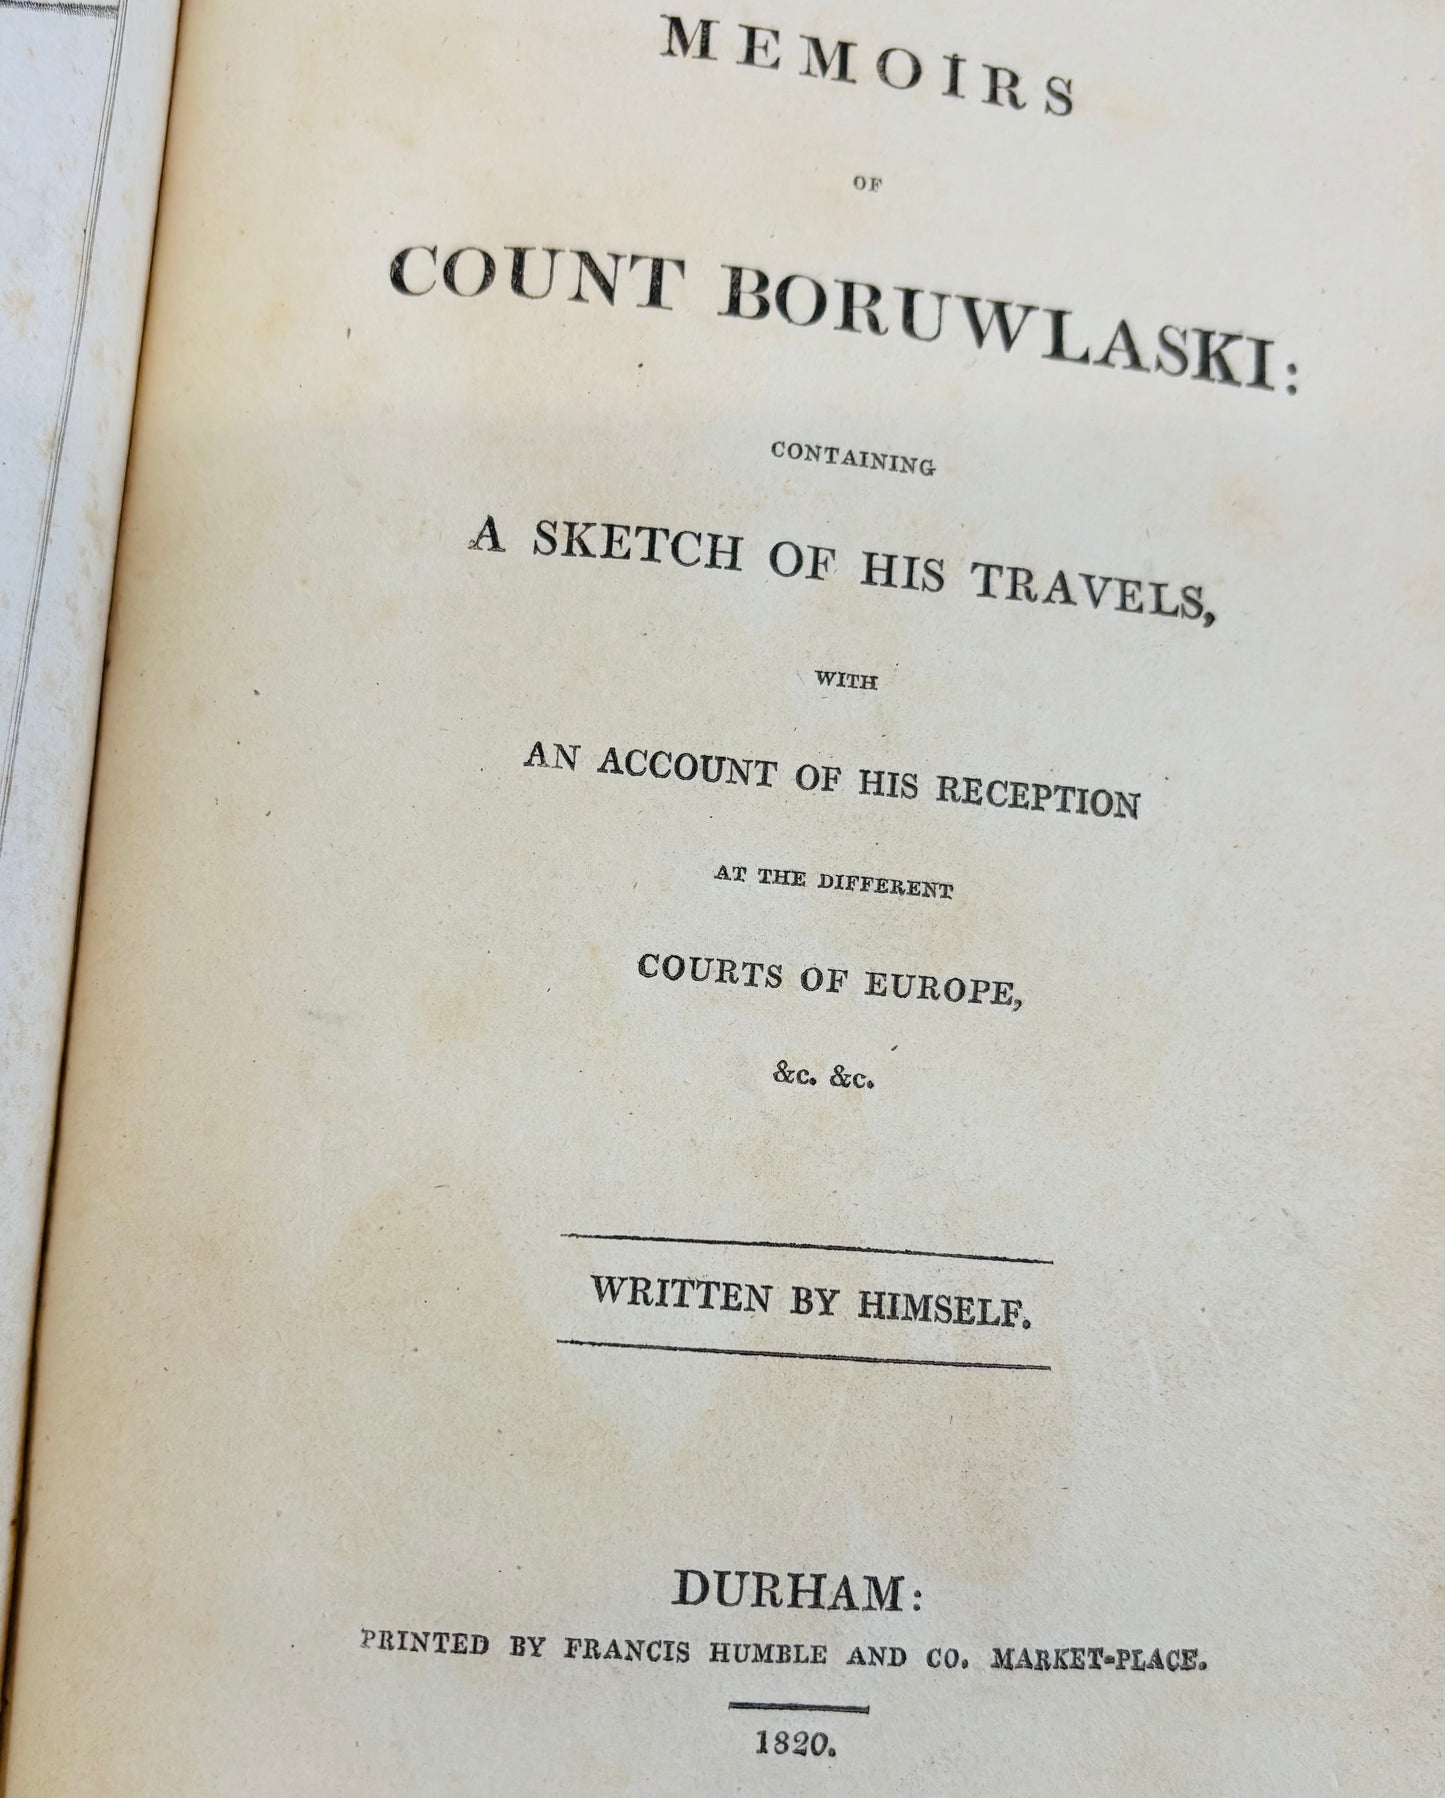 MEMOIRS
OF
COUNT BORUWLASKI:
CONTAINING
A SKETCH OF HIS TRAVELS,
WITH
AN ACCOUNT OF HIS RECEPTION
AT THE DIFFERENT
COURTS OF EUROPE,
&c. &c.
WRITTEN BY HIMSELF.
DURHAM:
PRINTED BY FRANCIS HUMBLE AND CO. MARKET-PLACE.
1820.